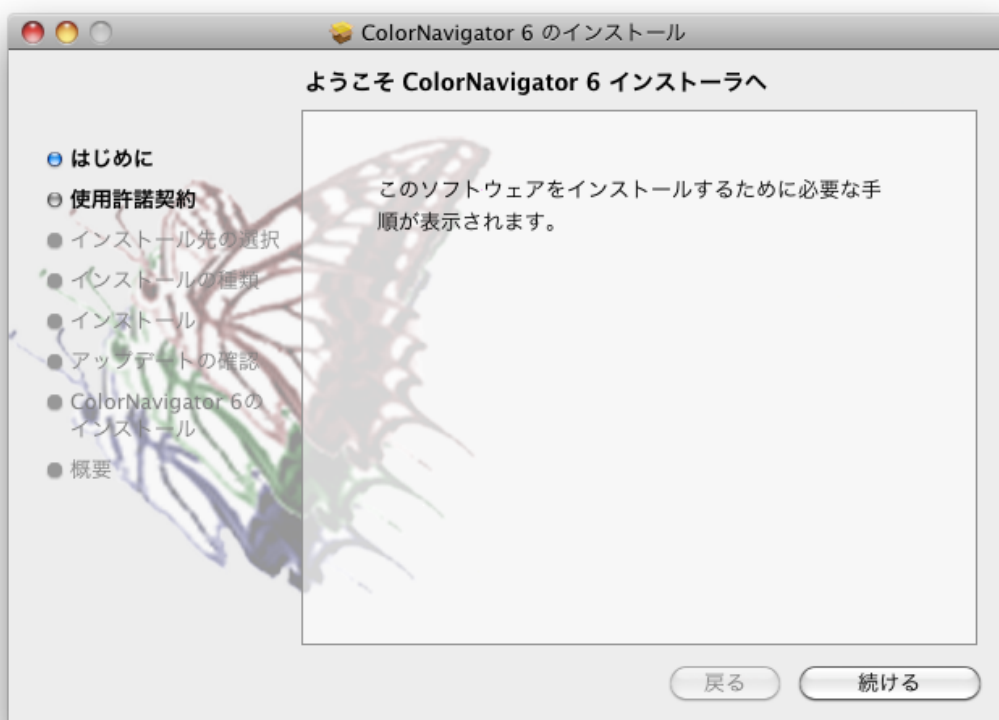 ColorNavigator 6 のインストール
ようこそ ColorNavigator 6 インストーラへ
はじめに
使用許諾契約
インストール先の選択
インストールの種類
インストール
アップデートの確認
ColorNavigator 6の
インストール
概要
このソフトウェアをインストールするために必要な手
順が表示されます。
戻る
続ける